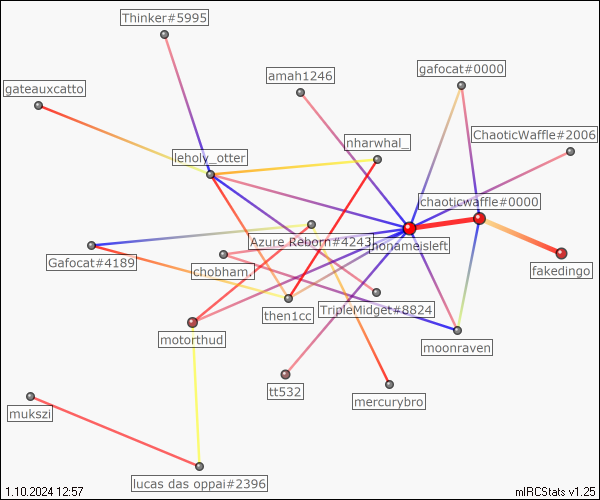 Thinker#5995
gafocat#0000
amah1246
gateauxcatto
ChaoticWaffle#2006
nharwhal_
leholy_otter
chaoticwaffle#0000
Azure Reborn#4243
nonameisleft
Gafocat#4189
chobham.
fakedingo
TripleMidget#8824
then1cc
motorthud
moonraven
tt532
mercurybro
mukszi
lucas das oppai#2396
1.10.2024 12:57
mIRCStats v1.25